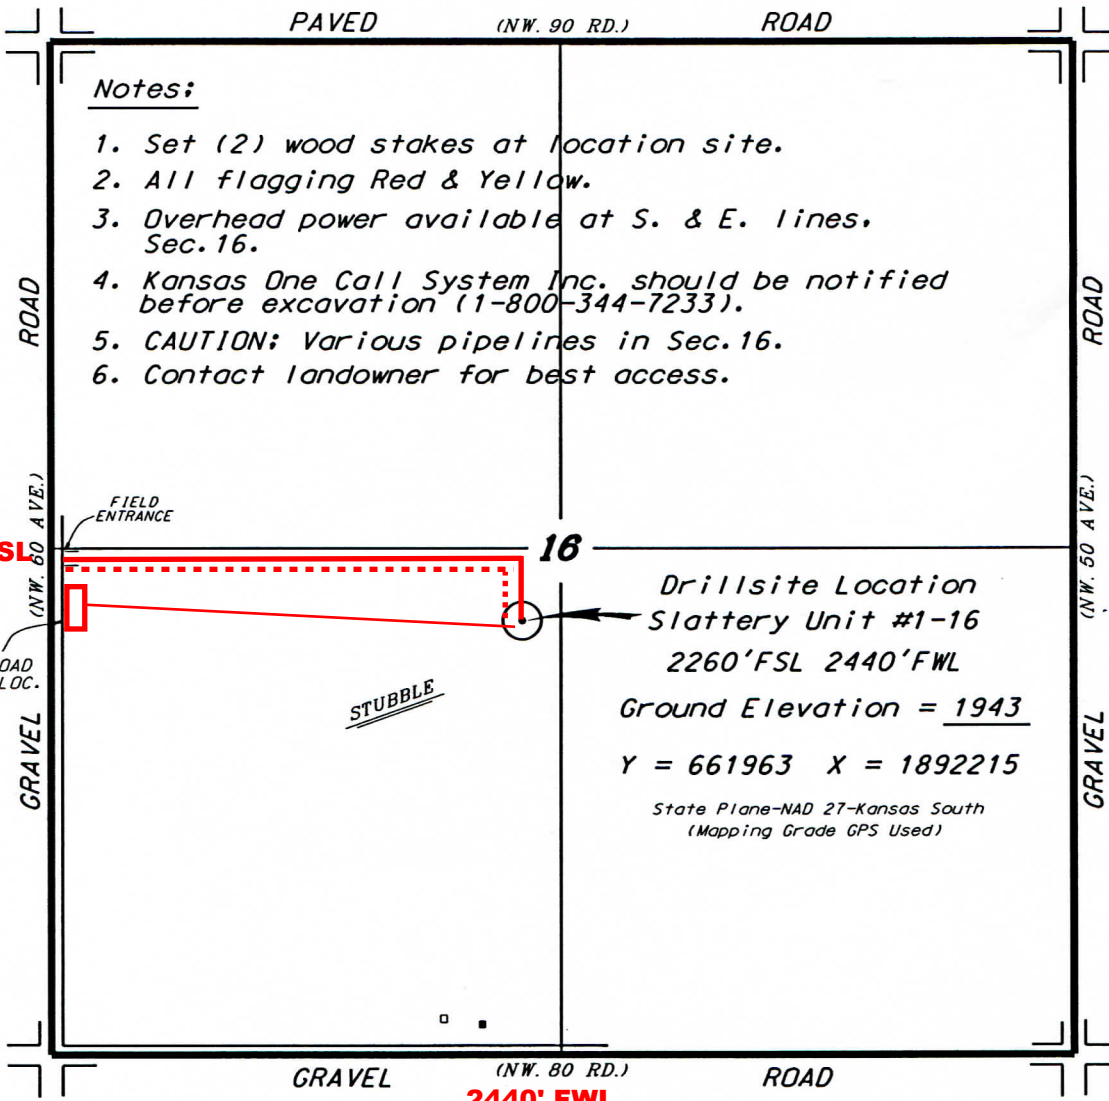 PAVED (NW. 90 RD.) ROAD
Notes:
1. Set (2) wood stakes at location site.
2. All flagging Red & Yellow.
3. Overhead power available at S. & E. lines.
Sec.16.
4. Kansas One Call System Inc. should be notified
before excavation (1-800-344-7233).
5. CAUTION: Various pipelines in Sec.16.
6. Contact landowner for best access.
ROAD
(NW. 60 AVE.)
GRAVEL
ROAD
(NW. 50 AVE.)
GRAVEL
FIELD
ENTRANCE
SL
16
Drillsite Location
Slattery Unit #1-16
2260'FSL 2440'FWL
Ground Elevation = 1943
Y = 661963 X = 1892215
State Plane-NAD 27-Kansas South
(Mapping Grade GPS Used)
OAD
LOC.
STUBBLE
GRAVEL (NW. 80 RD.) ROAD
2440' FWL